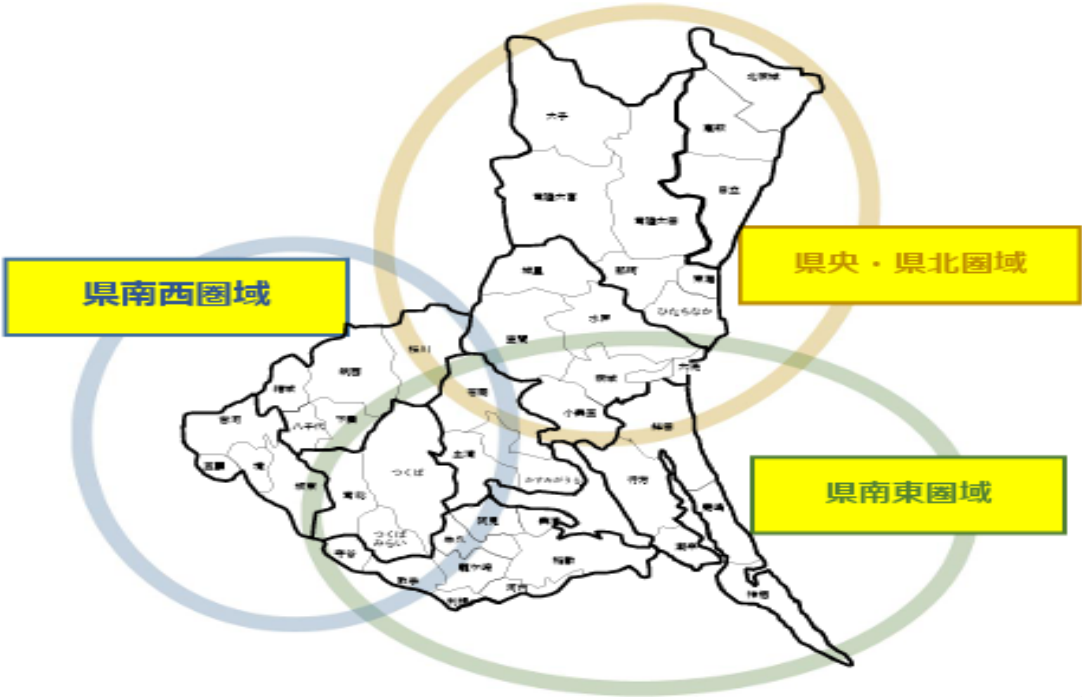 北茨城
大子
高萩
日立
常陸大宮
常陸太田
県央・県北圏域
城里
那珂
東海
県南西圏域
ひたちなか
水戸
笠間
桜川
大洗
筑西
茨城
結城
石岡
小美玉
鉾田
古河
八千代
下妻
土浦
つくば
かすみがうら
行方
県南東圏域
五霞
境
坂東
常総
鹿嶋
阿見
美浦
つくば
みらい
牛久
潮来
守谷
龍ケ崎
稲敷
取手
河内
神栖
利根